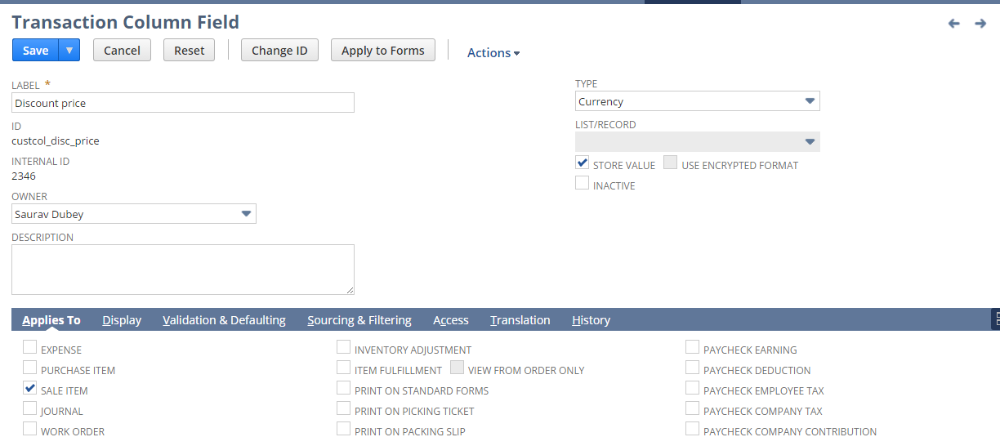 Transaction Column Field
Save Cancel Reset Change ID Apply to Forms Actions
LABEL *
Discount price
ID
custcol_disc_price
INTERNAL ID
2346
OWNER
Saurav Dubey
DESCRIPTION
TYPE
Currency
LIST/RECORD
STORE VALUE USE ENCRYPTED FORMAT
INACTIVE
Applies To Display Validation & Defaulting Sourcing & Filtering Access Translation History
EXPENSE
PURCHASE ITEM
SALE ITEM
JOURNAL
WORK ORDER
INVENTORY ADJUSTMENT
ITEM FULFILLMENT VIEW FROM ORDER ONLY
PRINT ON STANDARD FORMS
PRINT ON PICKING TICKET
PRINT ON PACKING SLIP
PAYCHECK EARNING
PAYCHECK DEDUCTION
PAYCHECK EMPLOYEE TAX
PAYCHECK COMPANY TAX
PAYCHECK COMPANY CONTRIBUTION